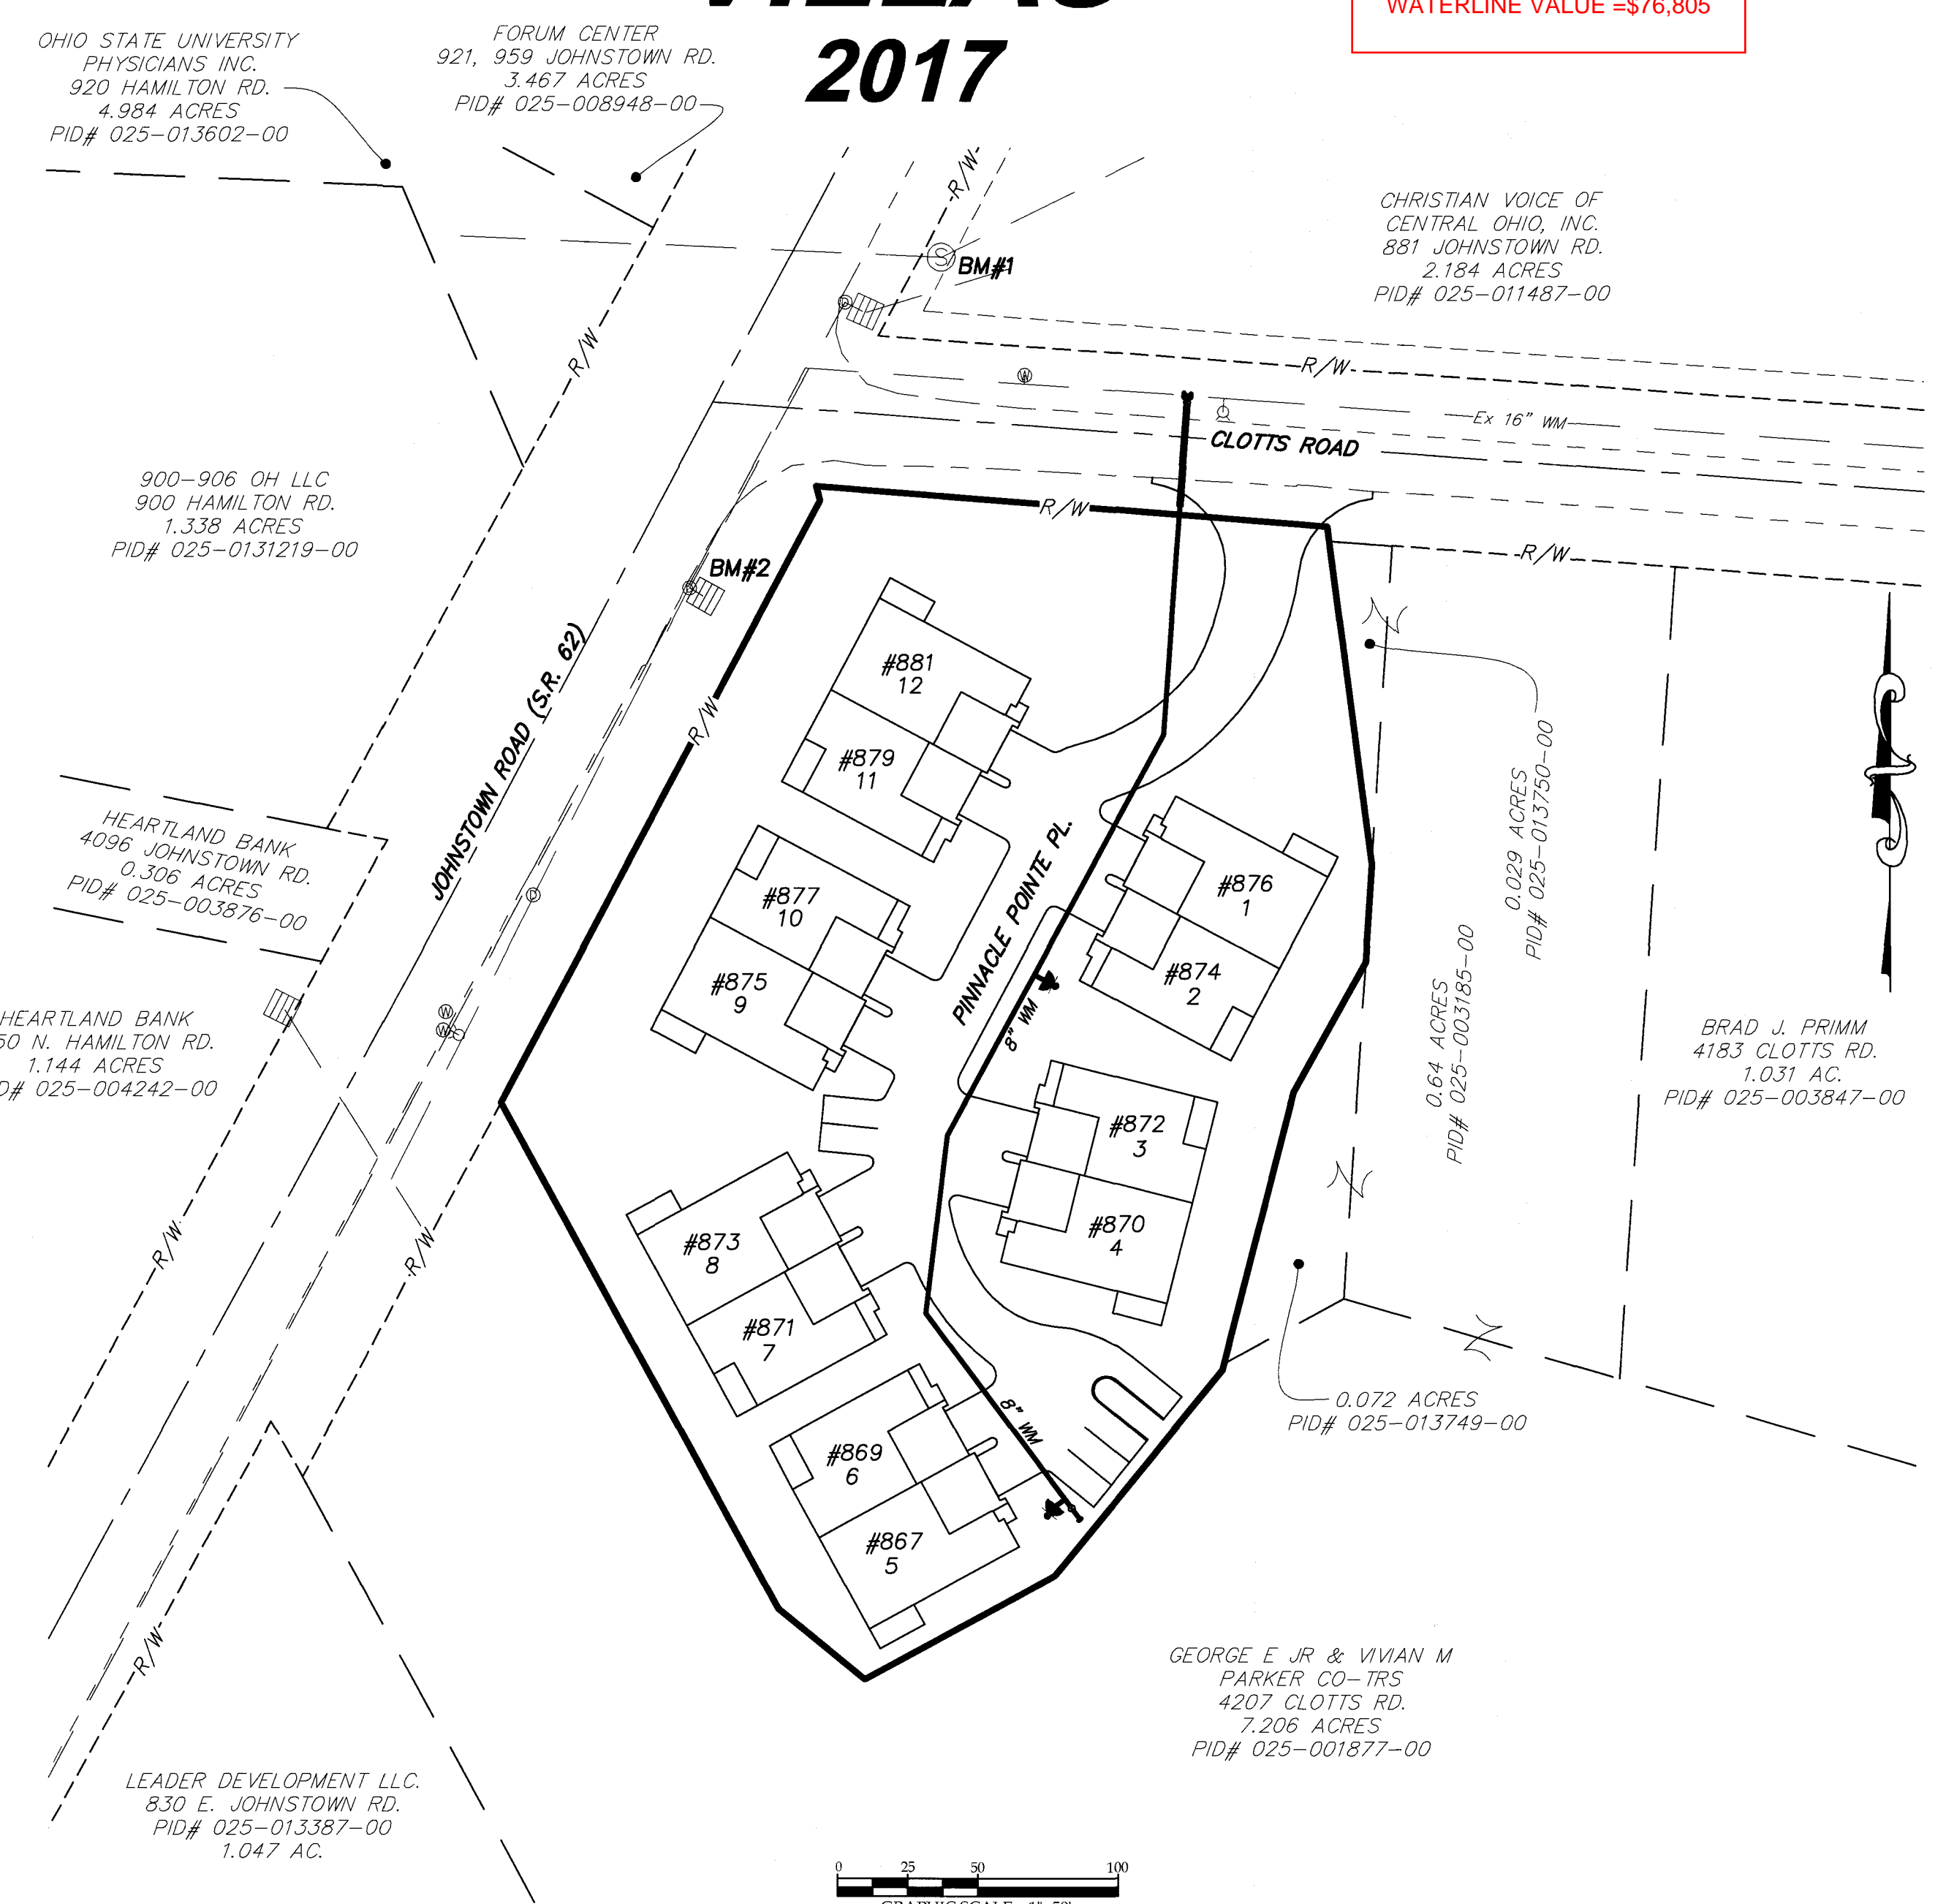 2017
WATERLINE VALUE =$76,805
OHIO STATE UNIVERSITY
PHYSICIANS INC.
920 HAMILTON RD.
4.984 ACRES
PID# 025-013602-00
FORUM CENTER
921, 959 JOHNSTOWN RD.
3.467 ACRES
PID# 025-008948-00
R/W
CHRISTIAN VOICE OF
CENTRAL OHIO, INC.
881 JOHNSTOWN RD.
2.184 ACRES
PID# 025-011487-00
S
BM#1
D
R/W
R/W
W
Ex 16" WM
CLOTTS ROAD
900-906 OH LLC
900 HAMILTON RD.
1.338 ACRES
PID# 025-0131219-00
R/W
R/W
BM#2
D
JOHNSTOWN ROAD (S.R. 62)
R/W
#881
12
#879
11
#877
10
#875
9
#876
1
#874
2
PINNACLE POINTE PL.
8" WM
0.029 ACRES
PID# 025-013750-00
0.64 ACRES
PID# 025-003185-00
HEARTLAND BANK
4096 JOHNSTOWN RD.
0.306 ACRES
PID# 025-003876-00
D
HEARTLAND BANK
50 N. HAMILTON RD.
1.144 ACRES
D# 025-004242-00
W
W
BRAD J. PRIMM
4183 CLOTTS RD.
1.031 AC.
PID# 025-003847-00
#872
3
#870
4
#873
8
#871
7
R/W
R/W
#869
6
#867
5
8" WM
0.072 ACRES
PID# 025-013749-00
R/W
GEORGE E JR & VIVIAN M
PARKER CO-TRS
4207 CLOTTS RD.
7.206 ACRES
PID# 025-001877-00
LEADER DEVELOPMENT LLC.
830 E. JOHNSTOWN RD.
PID# 025-013387-00
1.047 AC.
0 25 50 100